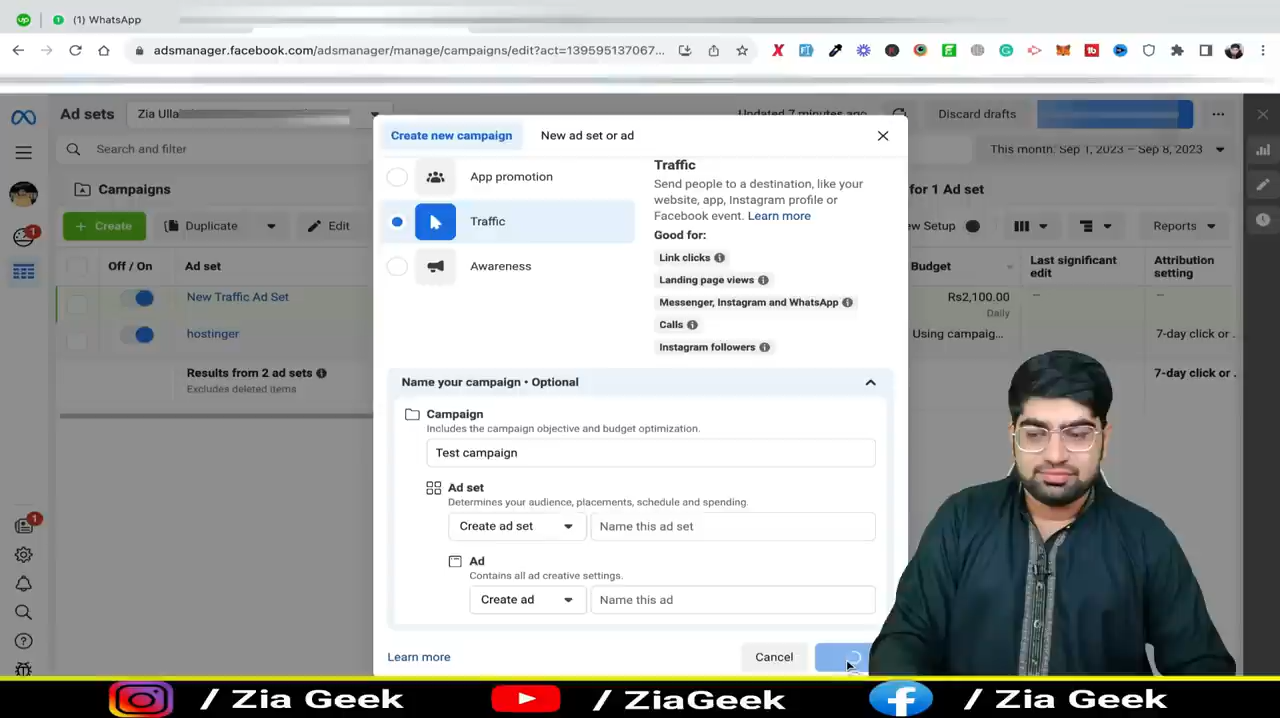 (1) WhatsApp
adsmanager.facebook.com/adsmanager/manage/campaigns/edit?act=139595137067...
Ad sets
Zia Ulla
Updated 7 minutes ago
Discard drafts
Search and filter
This month: Sep 1, 2023 – Sep 8, 2023
Campaigns
for 1 Ad set
+ Create
Duplicate
Edit
ew Setup
Reports
Off / On
Ad set
Budget
Last significant edit
Attribution setting
New Traffic Ad Set
Rs2,100.00
Daily
–
–
hostinger
Using campaig...
7-day click or .
Results from 2 ad sets
Excludes deleted items
7-day click or .
Create new campaign
New ad set or ad
App promotion
Traffic
Awareness
Traffic
Send people to a destination, like your
website, app, Instagram profile or
Facebook event. Learn more
Good for:
Link clicks
Landing page views
Messenger, Instagram and WhatsApp
Calls
Instagram followers
Name your campaign • Optional
Campaign
Includes the campaign objective and budget optimization.
Test campaign
Ad set
Determines your audience, placements, schedule and spending.
Create ad set
Name this ad set
Ad
Contains all ad creative settings.
Create ad
Name this ad
Learn more
Cancel
/ Zia Geek
/ ZiaGeek
/ Zia Geek